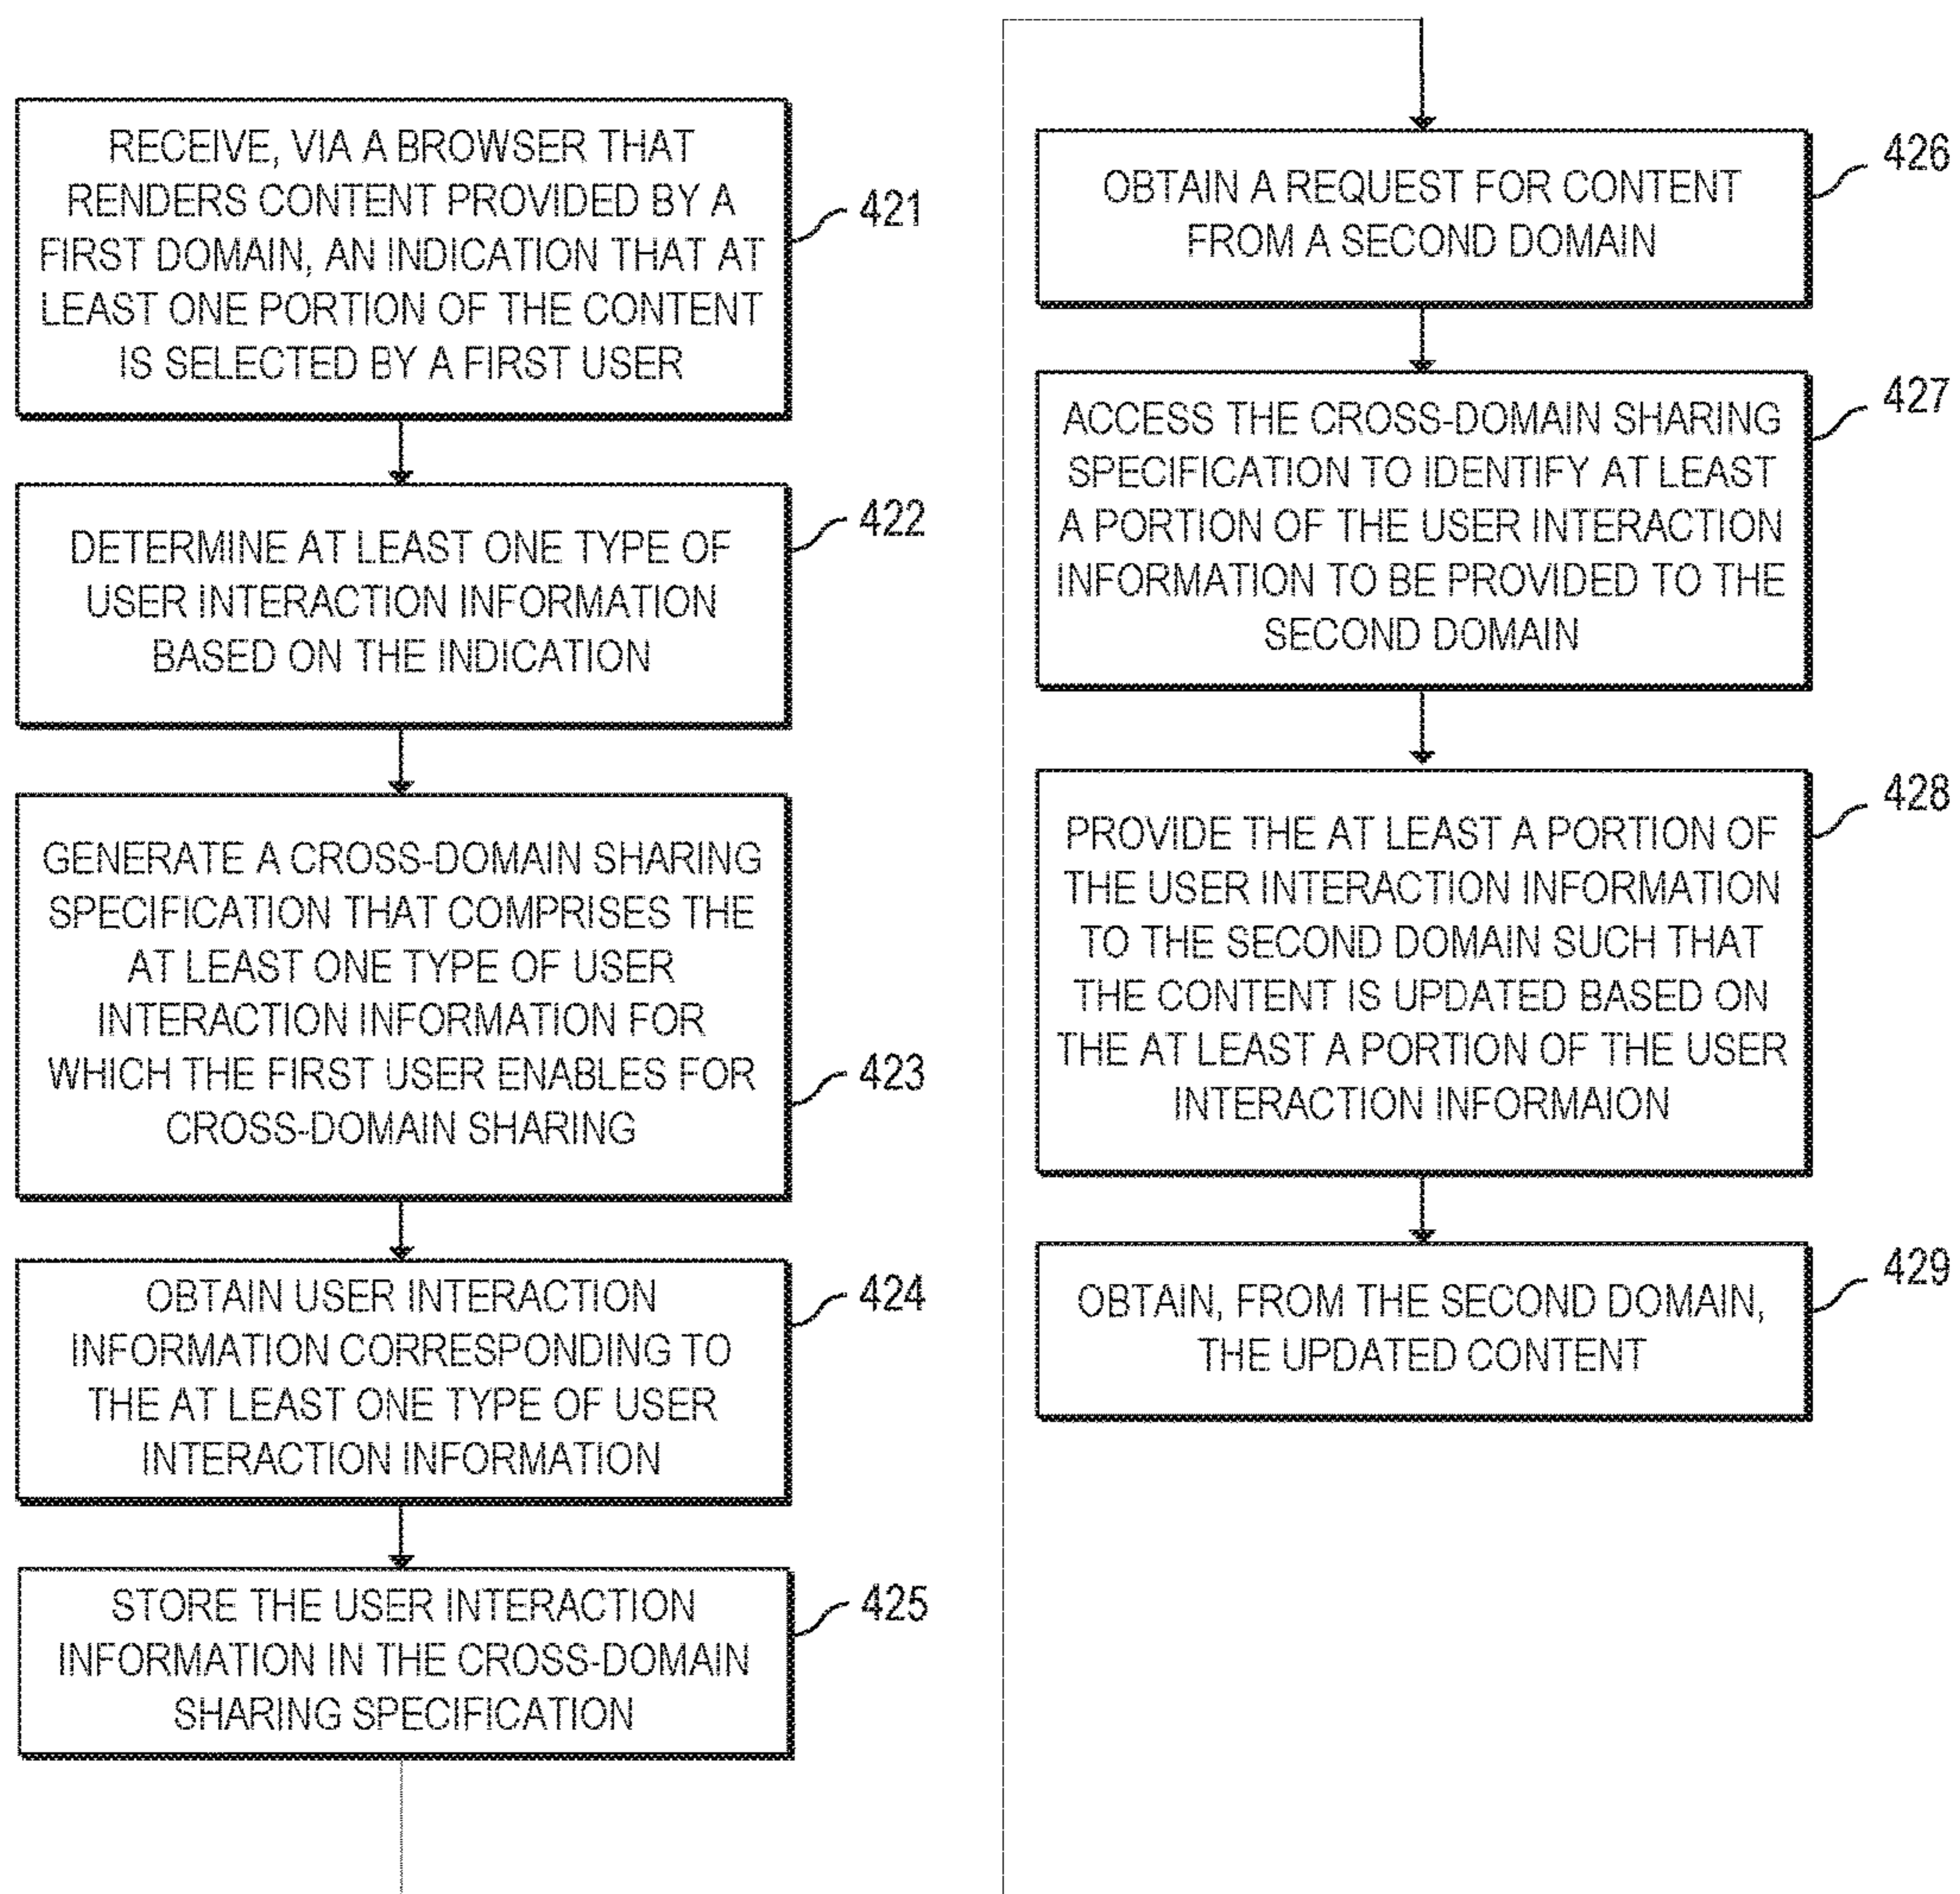 RECEIVE, VIA A BROWSER THAT
RENDERS CONTENT PROVIDED BY A
FIRST DOMAIN, AN INDICATION THAT AT
LEAST ONE PORTION OF THE CONTENT
IS SELECTED BY A FIRST USER
421
DETERMINE AT LEAST ONE TYPE OF
USER INTERACTION INFORMATION
BASED ON THE INDICATION
422
GENERATE A CROSS-DOMAIN SHARING
SPECIFICATION THAT COMPRISES THE
AT LEAST ONE TYPE OF USER
INTERACTION INFORMATION FOR
WHICH THE FIRST USER ENABLES FOR
CROSS-DOMAIN SHARING
423
OBTAIN USER INTERACTION
INFORMATION CORRESPONDING TO
THE AT LEAST ONE TYPE OF USER
INTERACTION INFORMATION
424
STORE THE USER INTERACTION
INFORMATION IN THE CROSS-DOMAIN
SHARING SPECIFICATION
425
OBTAIN A REQUEST FOR CONTENT
FROM A SECOND DOMAIN
426
ACCESS THE CROSS-DOMAIN SHARING
SPECIFICATION TO IDENTIFY AT LEAST
A PORTION OF THE USER INTERACTION
INFORMATION TO BE PROVIDED TO THE
SECOND DOMAIN
427
PROVIDE THE AT LEAST A PORTION OF
THE USER INTERACTION INFORMATION
TO THE SECOND DOMAIN SUCH THAT
THE CONTENT IS UPDATED BASED ON
THE AT LEAST A PORTION OF THE USER
INTERACTION INFORMAION
428
OBTAIN, FROM THE SECOND DOMAIN,
THE UPDATED CONTENT
429